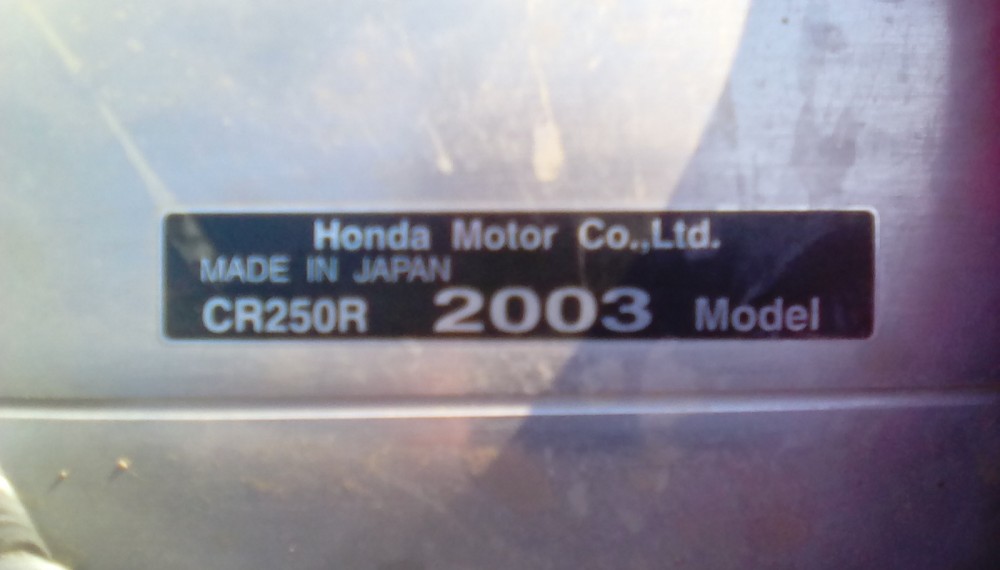 Honda Motor Co.,Ltd.
MADE IN JAPAN
CR250R 2003 Model